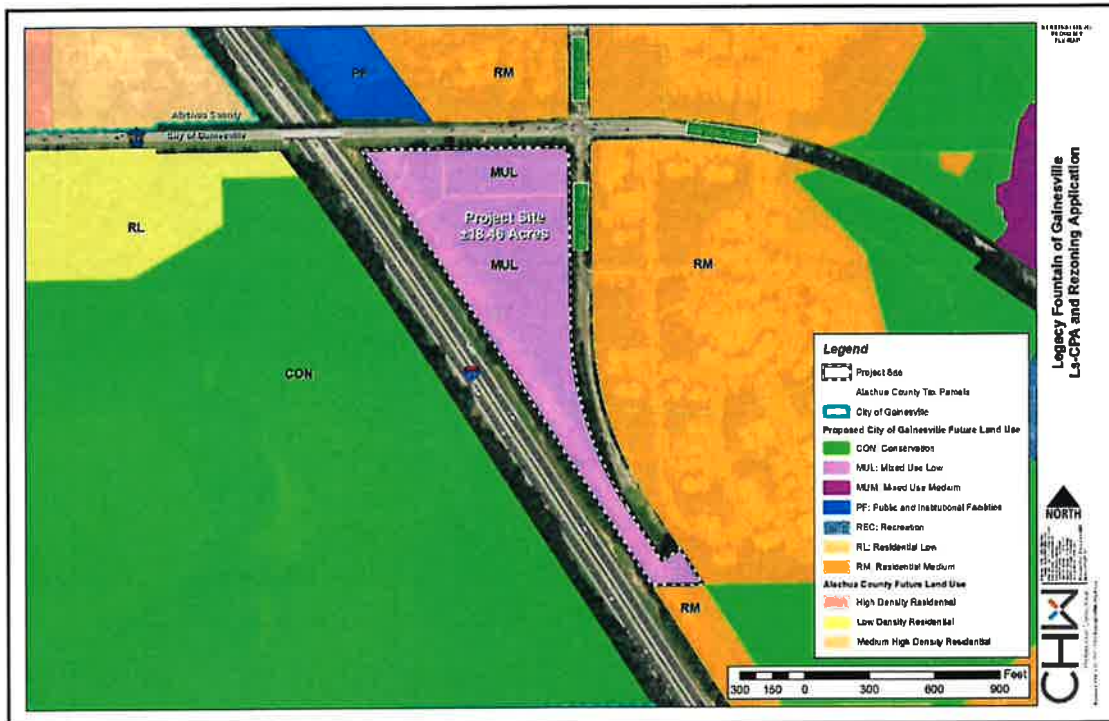 PF
RM
Alachua County
City of Gainesville
MUL
RL
Project Site
±18.46 Acres
MUL
RM
CON
RM
Legend
Project Site
Alachua County Tax Parcels
City of Gainesville
Proposed City of Gainesville Future Land Use
CON: Conservation
MUL: Mixed Use Low
MUM: Mixed Use Medium
PF: Public and Institutional Facilities
REC: Recreation
RL: Residential Low
RM: Residential Medium
Alachua County Future Land Use
High Density Residential
Low Density Residential
Medium High Density Residential
Feet
300 150 0 300 600 900
Legacy Fountain of Gainesville
Ls-CPA and Rezoning Application
NORTH
CHW